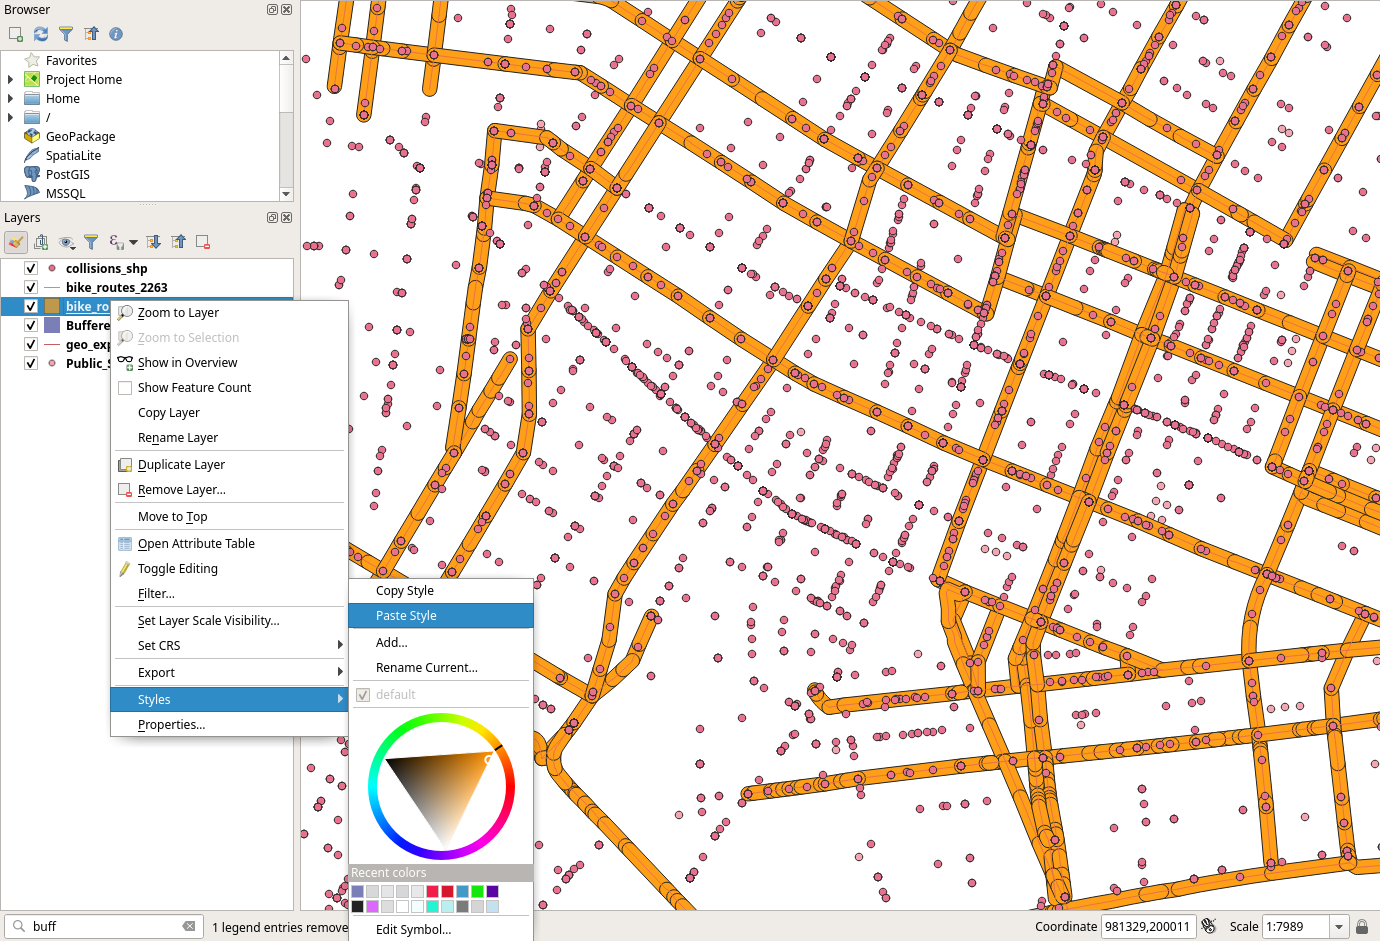 Browser
Favorites
Project Home
Home
/
GeoPackage
SpatiaLite
PostGIS
MSSQL
Layers
collisions_shp
bike_routes_2263
bike_ro
Buffere
geo_exp
Public_S
Zoom to Layer
Zoom to Selection
Show in Overview
Show Feature Count
Copy Layer
Rename Layer
Duplicate Layer
Remove Layer...
Move to Top
Open Attribute Table
Toggle Editing
Filter...
Set Layer Scale Visibility...
Set CRS
Export
Styles
Properties...
Copy Style
Paste Style
Add...
Rename Current...
default
Recent colors
Edit Symbol...
buff
1 legend entries remove
Coordinate 981329,200011 Scale 1:7989